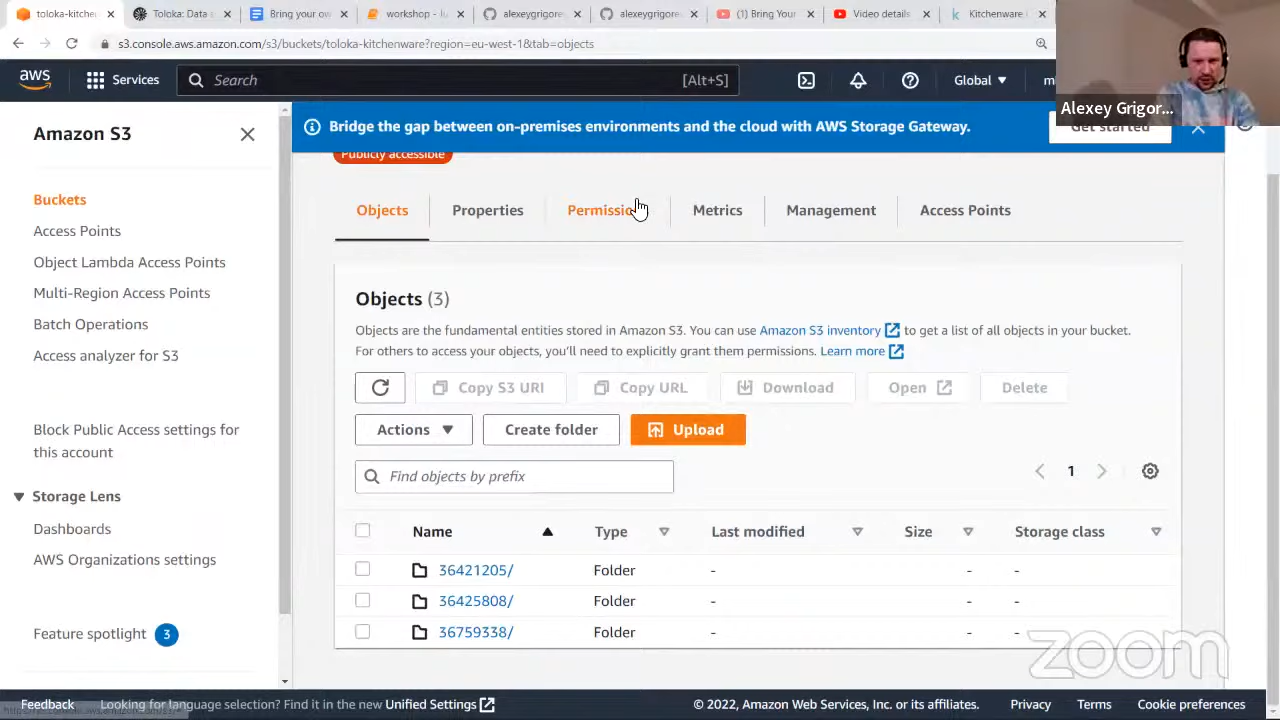 toloka-kitchen
Toloka: Data s
Bring your ow
workshop - lu
alexeygrigore
alexeygrigore
(1) Bring Your
Video details
Kitchenware
s3.console.aws.amazon.com/s3/buckets/toloka-kitchenware?region=eu-west-1&tab=objects
aws
Services
Search
[Alt+S]
Global
Alexey Grigor...
Amazon S3
Bridge the gap between on-premises environments and the cloud with AWS Storage Gateway.
Get started
Publicly accessible
Buckets
Access Points
Object Lambda Access Points
Multi-Region Access Points
Batch Operations
Access analyzer for S3
Block Public Access settings for
this account
Storage Lens
Dashboards
AWS Organizations settings
Feature spotlight 3
Objects
Properties
Permissio
Metrics
Management
Access Points
Objects (3)
Objects are the fundamental entities stored in Amazon S3. You can use Amazon S3 inventory to get a list of all objects in your bucket.
For others to access your objects, you'll need to explicitly grant them permissions. Learn more
Copy S3 URI
Copy URL
Download
Open
Delete
Actions
Create folder
Upload
Find objects by prefix
1
Name
Type
Last modified
Size
Storage class
36421205/ Folder - - -
36425808/ Folder - - -
36759338/ Folder - - -
zoom
Feedback
Looking for language selection? Find it in the new Unified Settings
© 2022, Amazon Web Services, Inc. or its affiliates.
Privacy
Terms
Cookie preferences